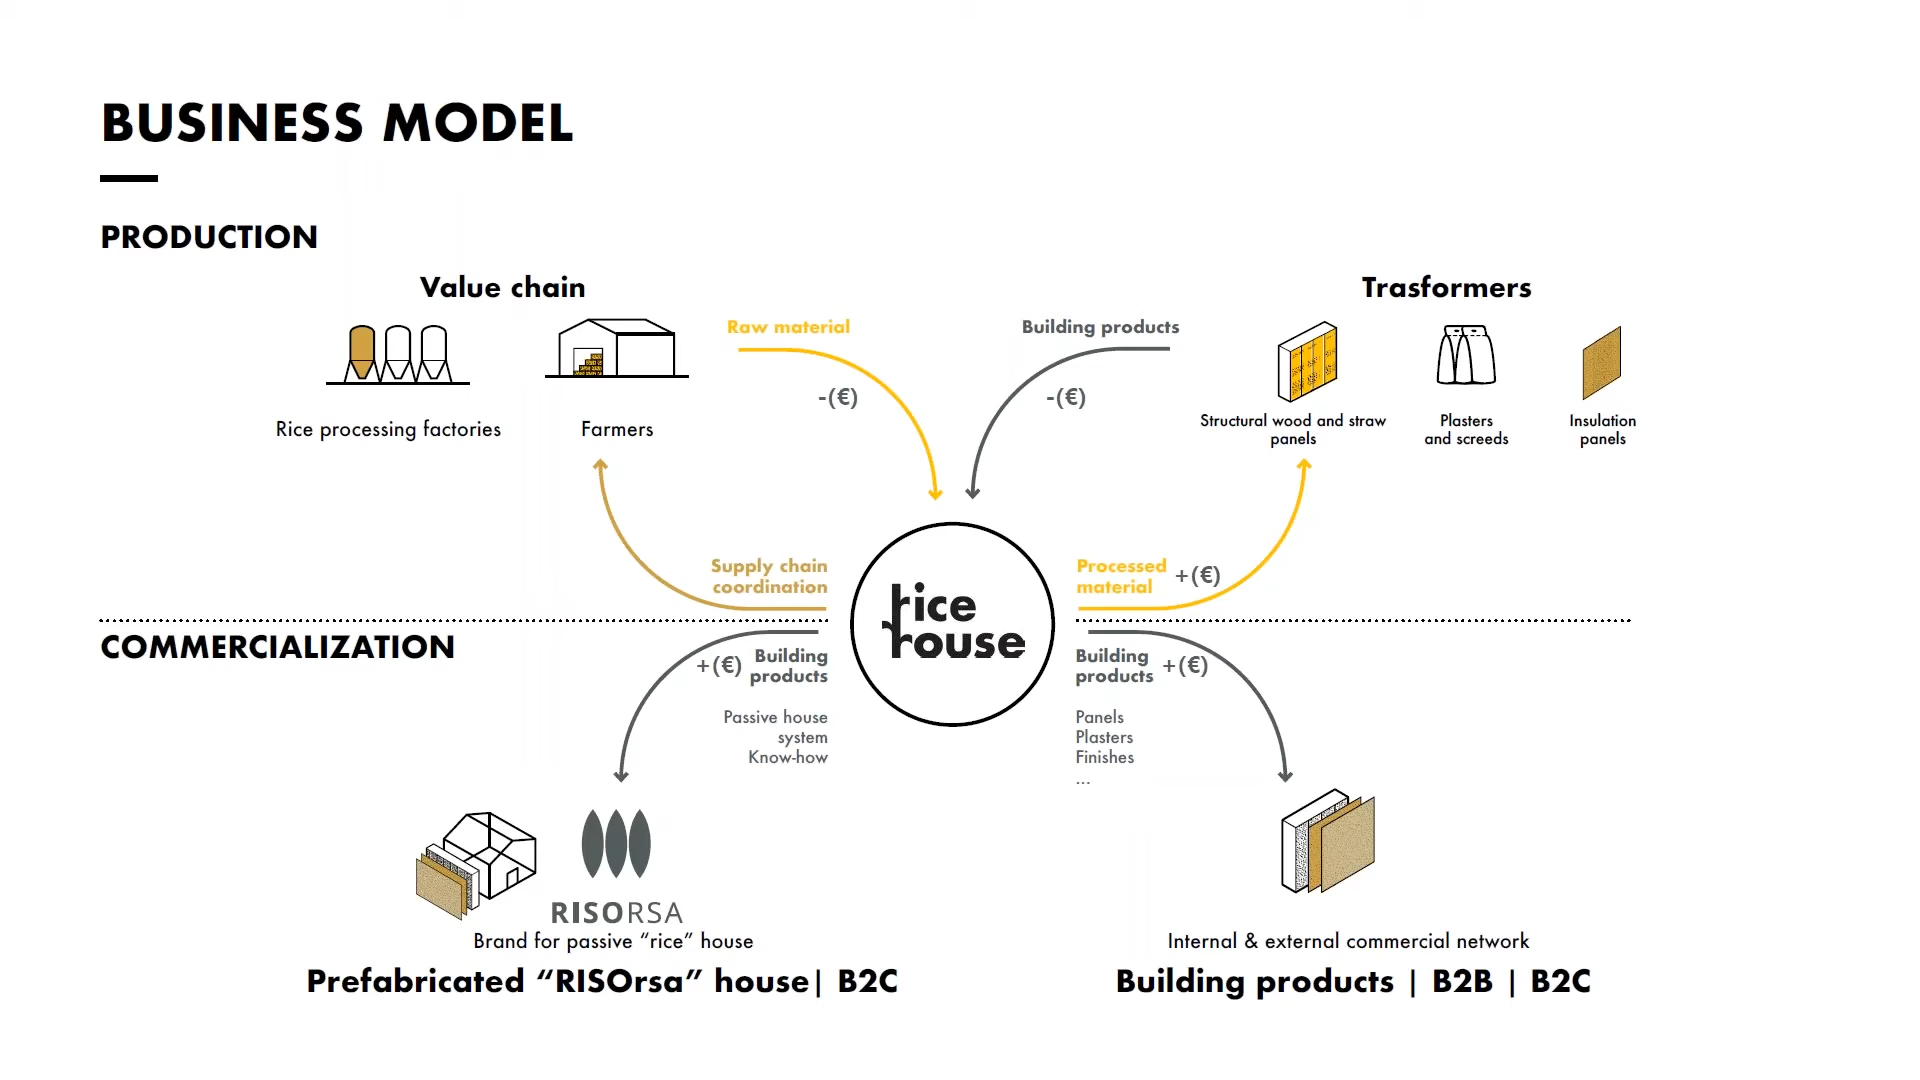 BUSINESS MODEL
PRODUCTION
Value chain
Trasformers
Raw material
Building products
-(€)
-(€)
Rice processing factories
Farmers
Structural wood and straw
panels
Plasters
and screeds
Insulation
panels
Supply chain
coordination
Processed
material
+(€)
rice
house
COMMERCIALIZATION
+(€)
Building
products
Passive house
system
Know-how
Building
products
+(€)
Panels
Plasters
Finishes
...
RISORSA
Brand for passive “rice” house
Prefabricated “RISOrsa” house| B2C
Internal & external commercial network
Building products | B2B | B2C